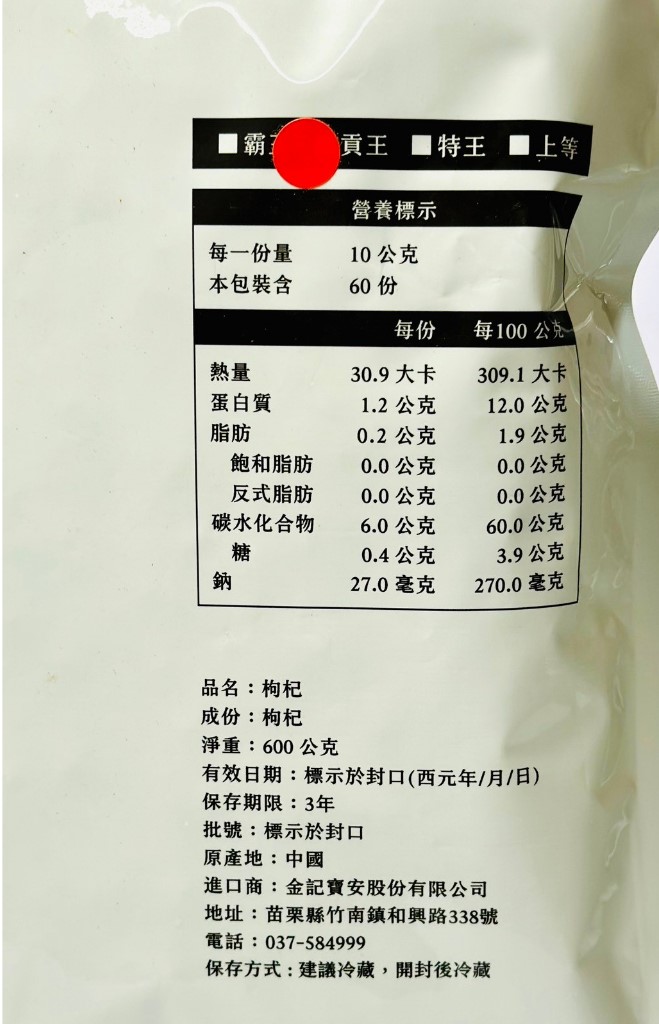 ■霸 貢王 ■特王 ■上等
營養標示
每一份量 10 公克
本包裝含 60 份
每份 每100 公克
熱量 30.9 大卡 309.1 大卡
蛋白質 1.2 公克 12.0 公克
脂肪 0.2 公克 1.9 公克
飽和脂肪 0.0 公克 0.0 公克
反式脂肪 0.0 公克 0.0 公克
碳水化合物 6.0 公克 60.0 公克
糖 0.4 公克 3.9 公克
鈉 27.0 毫克 270.0 毫克
品名：枸杞
成份：枸杞
淨重：600 公克
有效日期：標示於封口(西元年/月/日)
保存期限：3年
批號：標示於封口
原產地：中國
進口商：金記寶安股份有限公司
地址：苗栗縣竹南鎮和興路338號
電話：037-584999
保存方式：建議冷藏，開封後冷藏